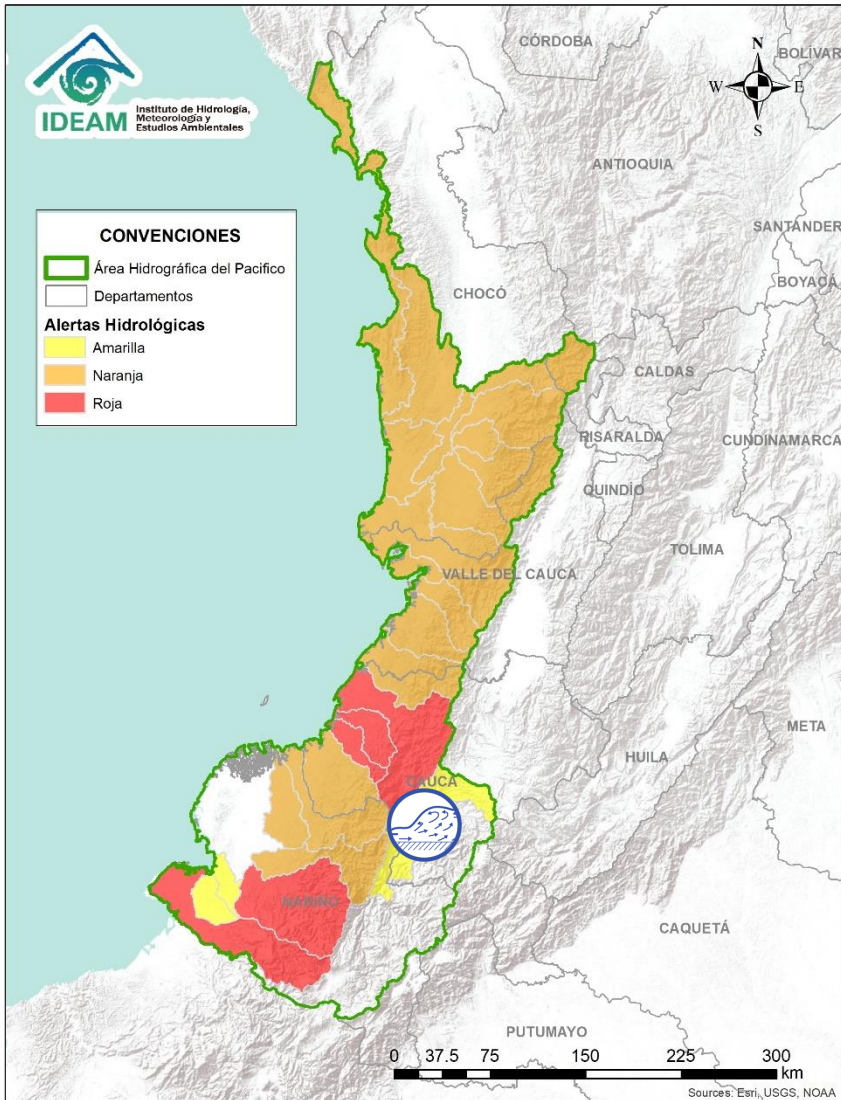 IDEAM
Instituto de Hidrología,
Meteorología y
Estudios Ambientales
CÓRDOBA
BOLÍVAR
N
W
E
S
ANTIOQUIA
SANTANDER
BOYACÁ
CONVENCIONES
Área Hidrográfica del Pacifico
Departamentos
Alertas Hidrológicas
Amarilla
Naranja
Roja
CHOCÓ
CALDAS
RISARALDA
CUNDINAMARCA
QUINDÍO
TOLIMA
VALLE DEL CAUCA
META
HUILA
CAUCA
NARIÑO
CAQUETÁ
PUTUMAYO
0 37.5 75 150 225 300
km
Sources: Esri, USGS, NOAA